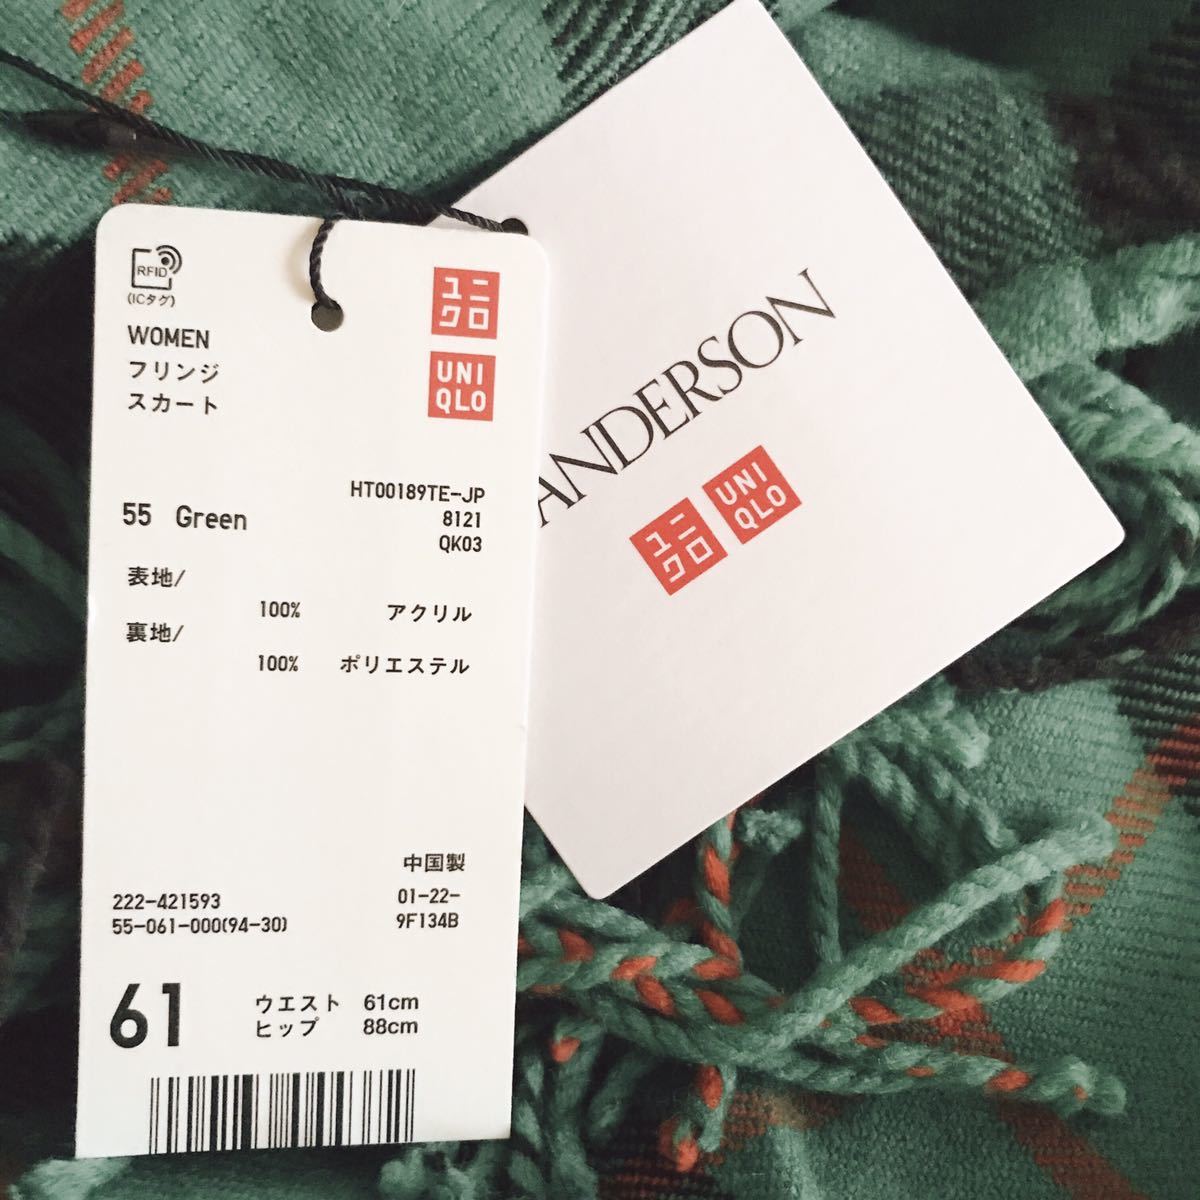 RFID
(ICタグ)
ユニ
クロ
WOMEN
フリンジ
スカート
UNI
QLO
HT00189TE-JP
55 Green
8121
QK03
表地/
100% アクリル
裏地/
100% ポリエステル
中国製
222-421593
01-22-
55-061-000(94-30)
9F134B
61
ウエスト 61cm
ヒップ 88cm
ANDERSON
ユニ
クロ
UNI
QLO